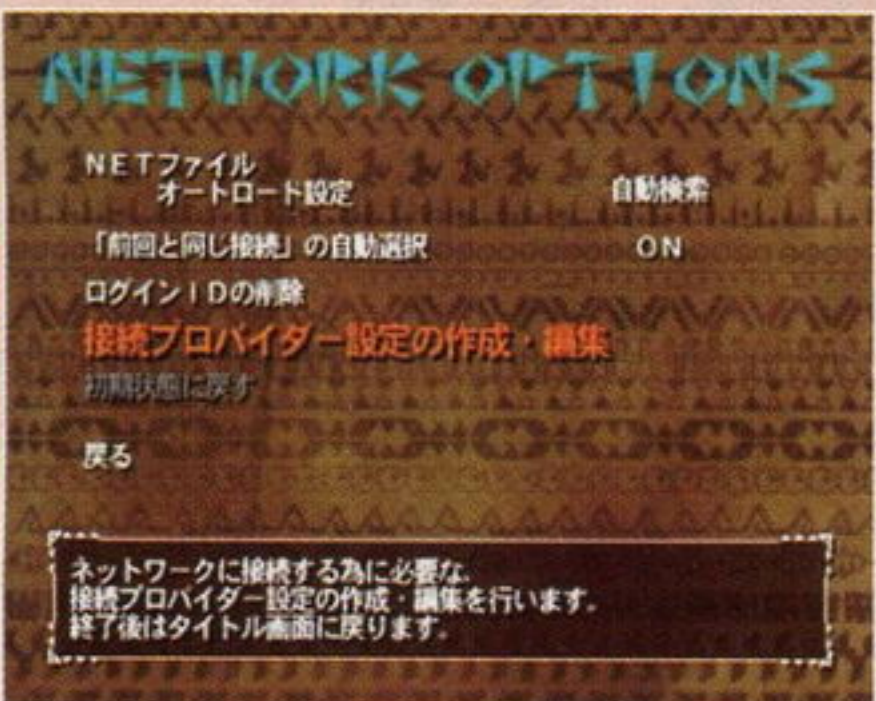 NETWORK OPTIONS
NETファイル
オートロード設定 自動検索
「前回と同じ接続」の自動選択 ON
ログインIDの削除
接続プロバイダー設定の作成・編集
初期状態に戻す
戻る
ネットワークに接続する為に必要な、
接続プロバイダー設定の作成・編集を行います。
終了後はタイトル画面に戻ります。